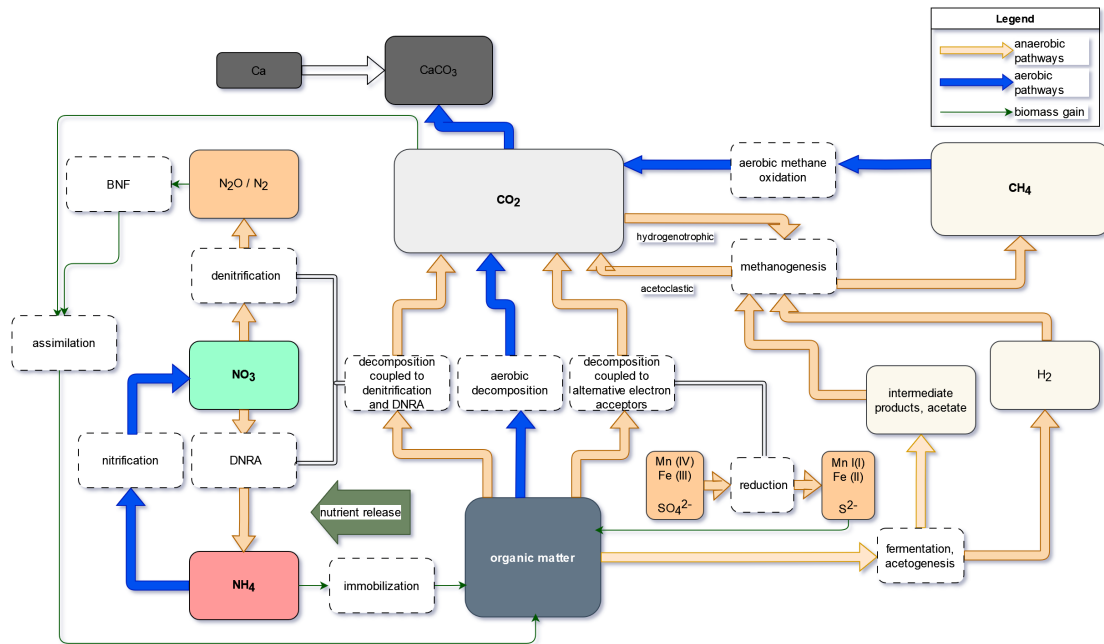 Legend
anaerobic
pathways
aerobic
pathways
biomass gain
Ca
CaCO3
BNF
N2O / N2
CO2
aerobic methane
oxidation
CH4
hydrogenotrophic
methanogenesis
acetoclastic
denitrification
assimilation
NO3
decomposition
coupled to
denitrification
and DNRA
aerobic
decomposition
decomposition
coupled to
alternative electron
acceptors
intermediate
products, acetate
H2
nitrification
DNRA
Mn (IV)
Fe (III)
SO4²⁻
reduction
Mn I(I)
Fe (II)
S²⁻
nutrient release
organic matter
fermentation,
acetogenesis
NH4
immobilization